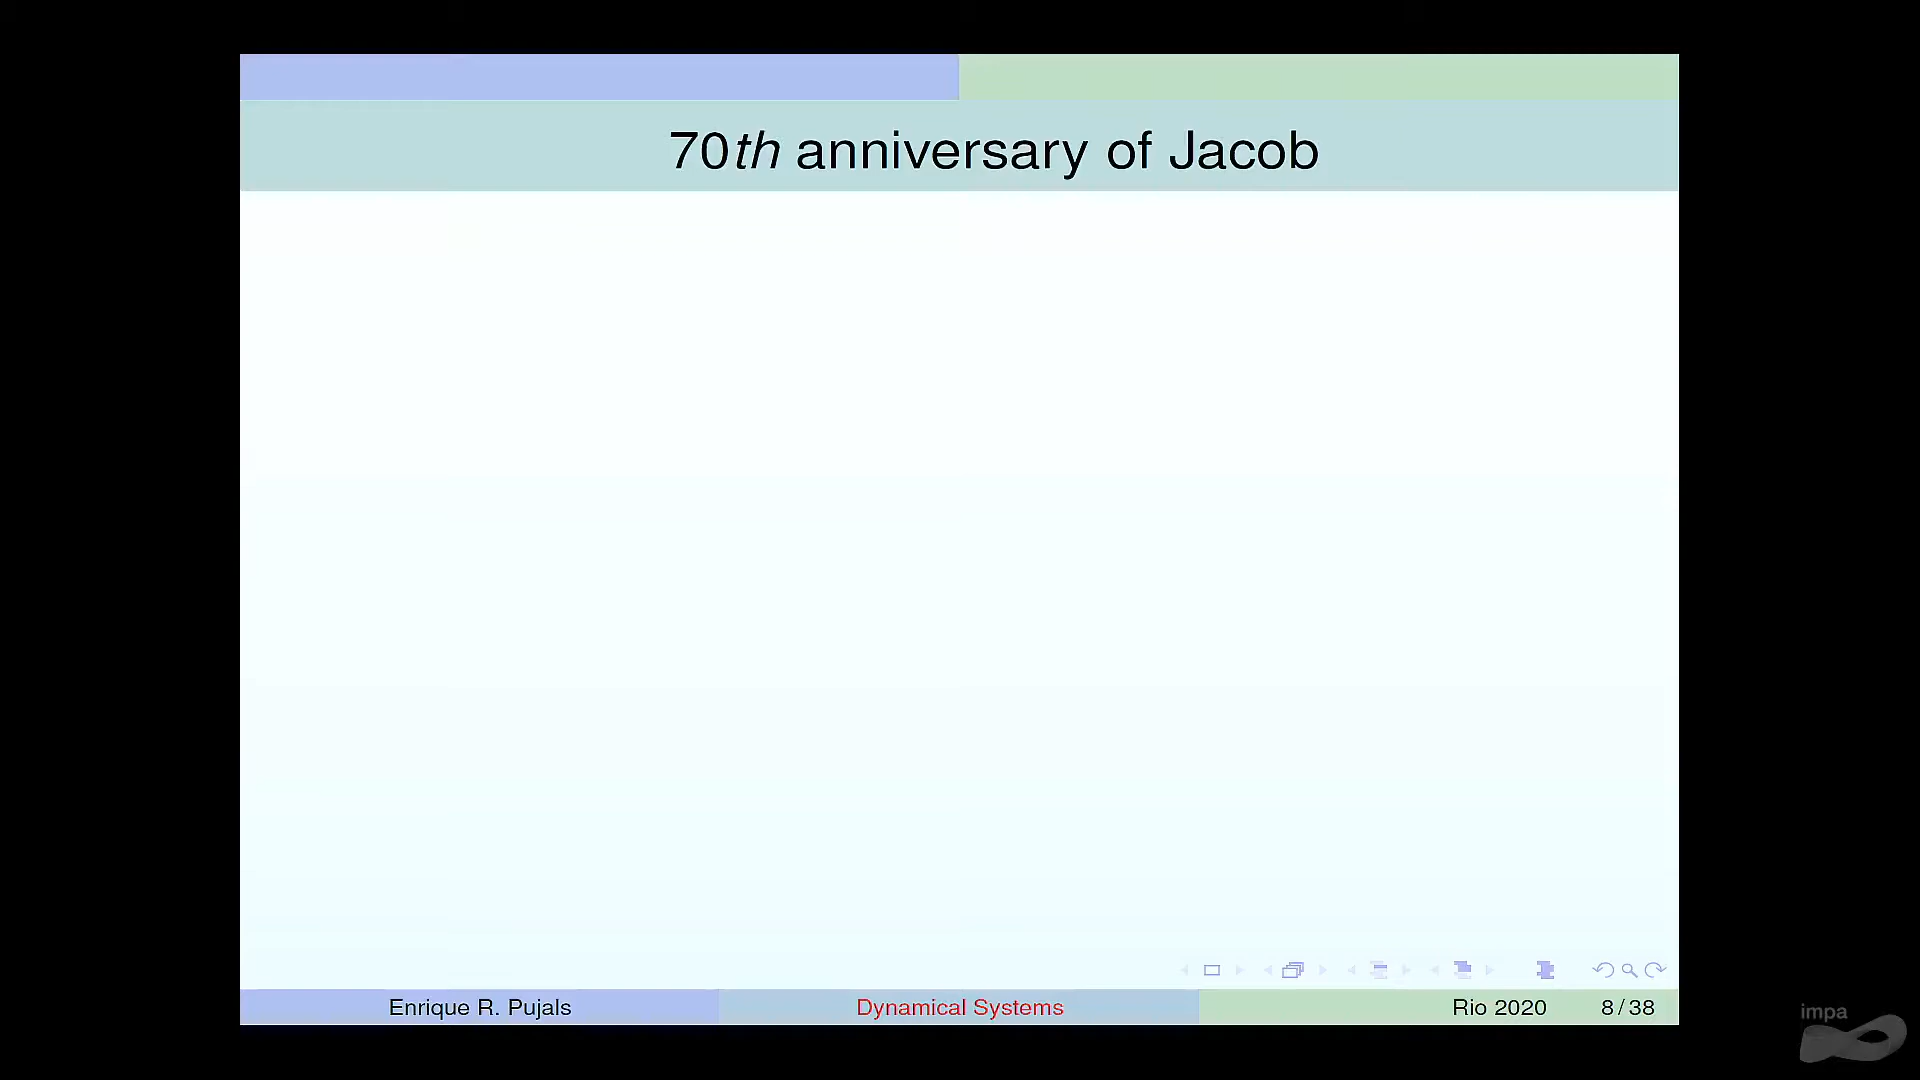 70th anniversary of Jacob
Enrique R. Pujals
Dynamical Systems
Rio 2020
8/38
impa